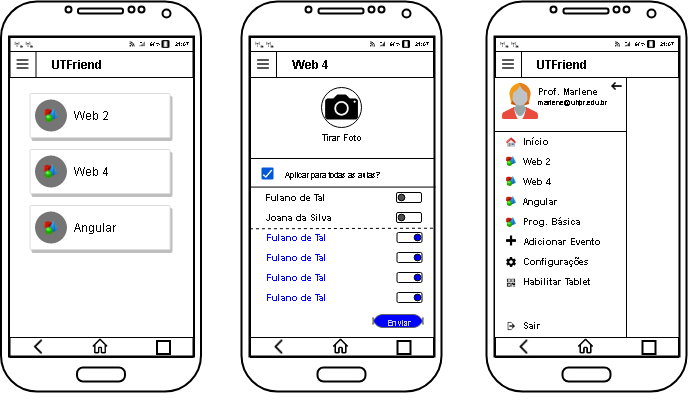 21:07
UTFriend
Web 2
Web 4
Angular
21:07
Web 4
Tirar Foto
Aplicar para todas as aulas?
Fulano de Tal
Joana da Silva
Fulano de Tal
Fulano de Tal
Fulano de Tal
Fulano de Tal
Enviar
21:07
UTFriend
Prof. Marlene
marlene@utfpr.edu.br
Início
Web 2
Web 4
Angular
Prog. Básica
Adicionar Evento
Configurações
Habilitar Tablet
Sair